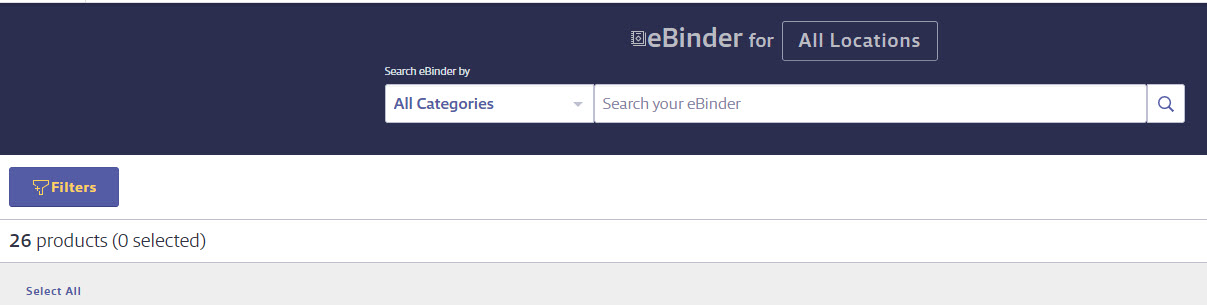 eBinder for All Locations
Search eBinder by
All Categories Search your eBinder
Filters
26 products (0 selected)
Select All